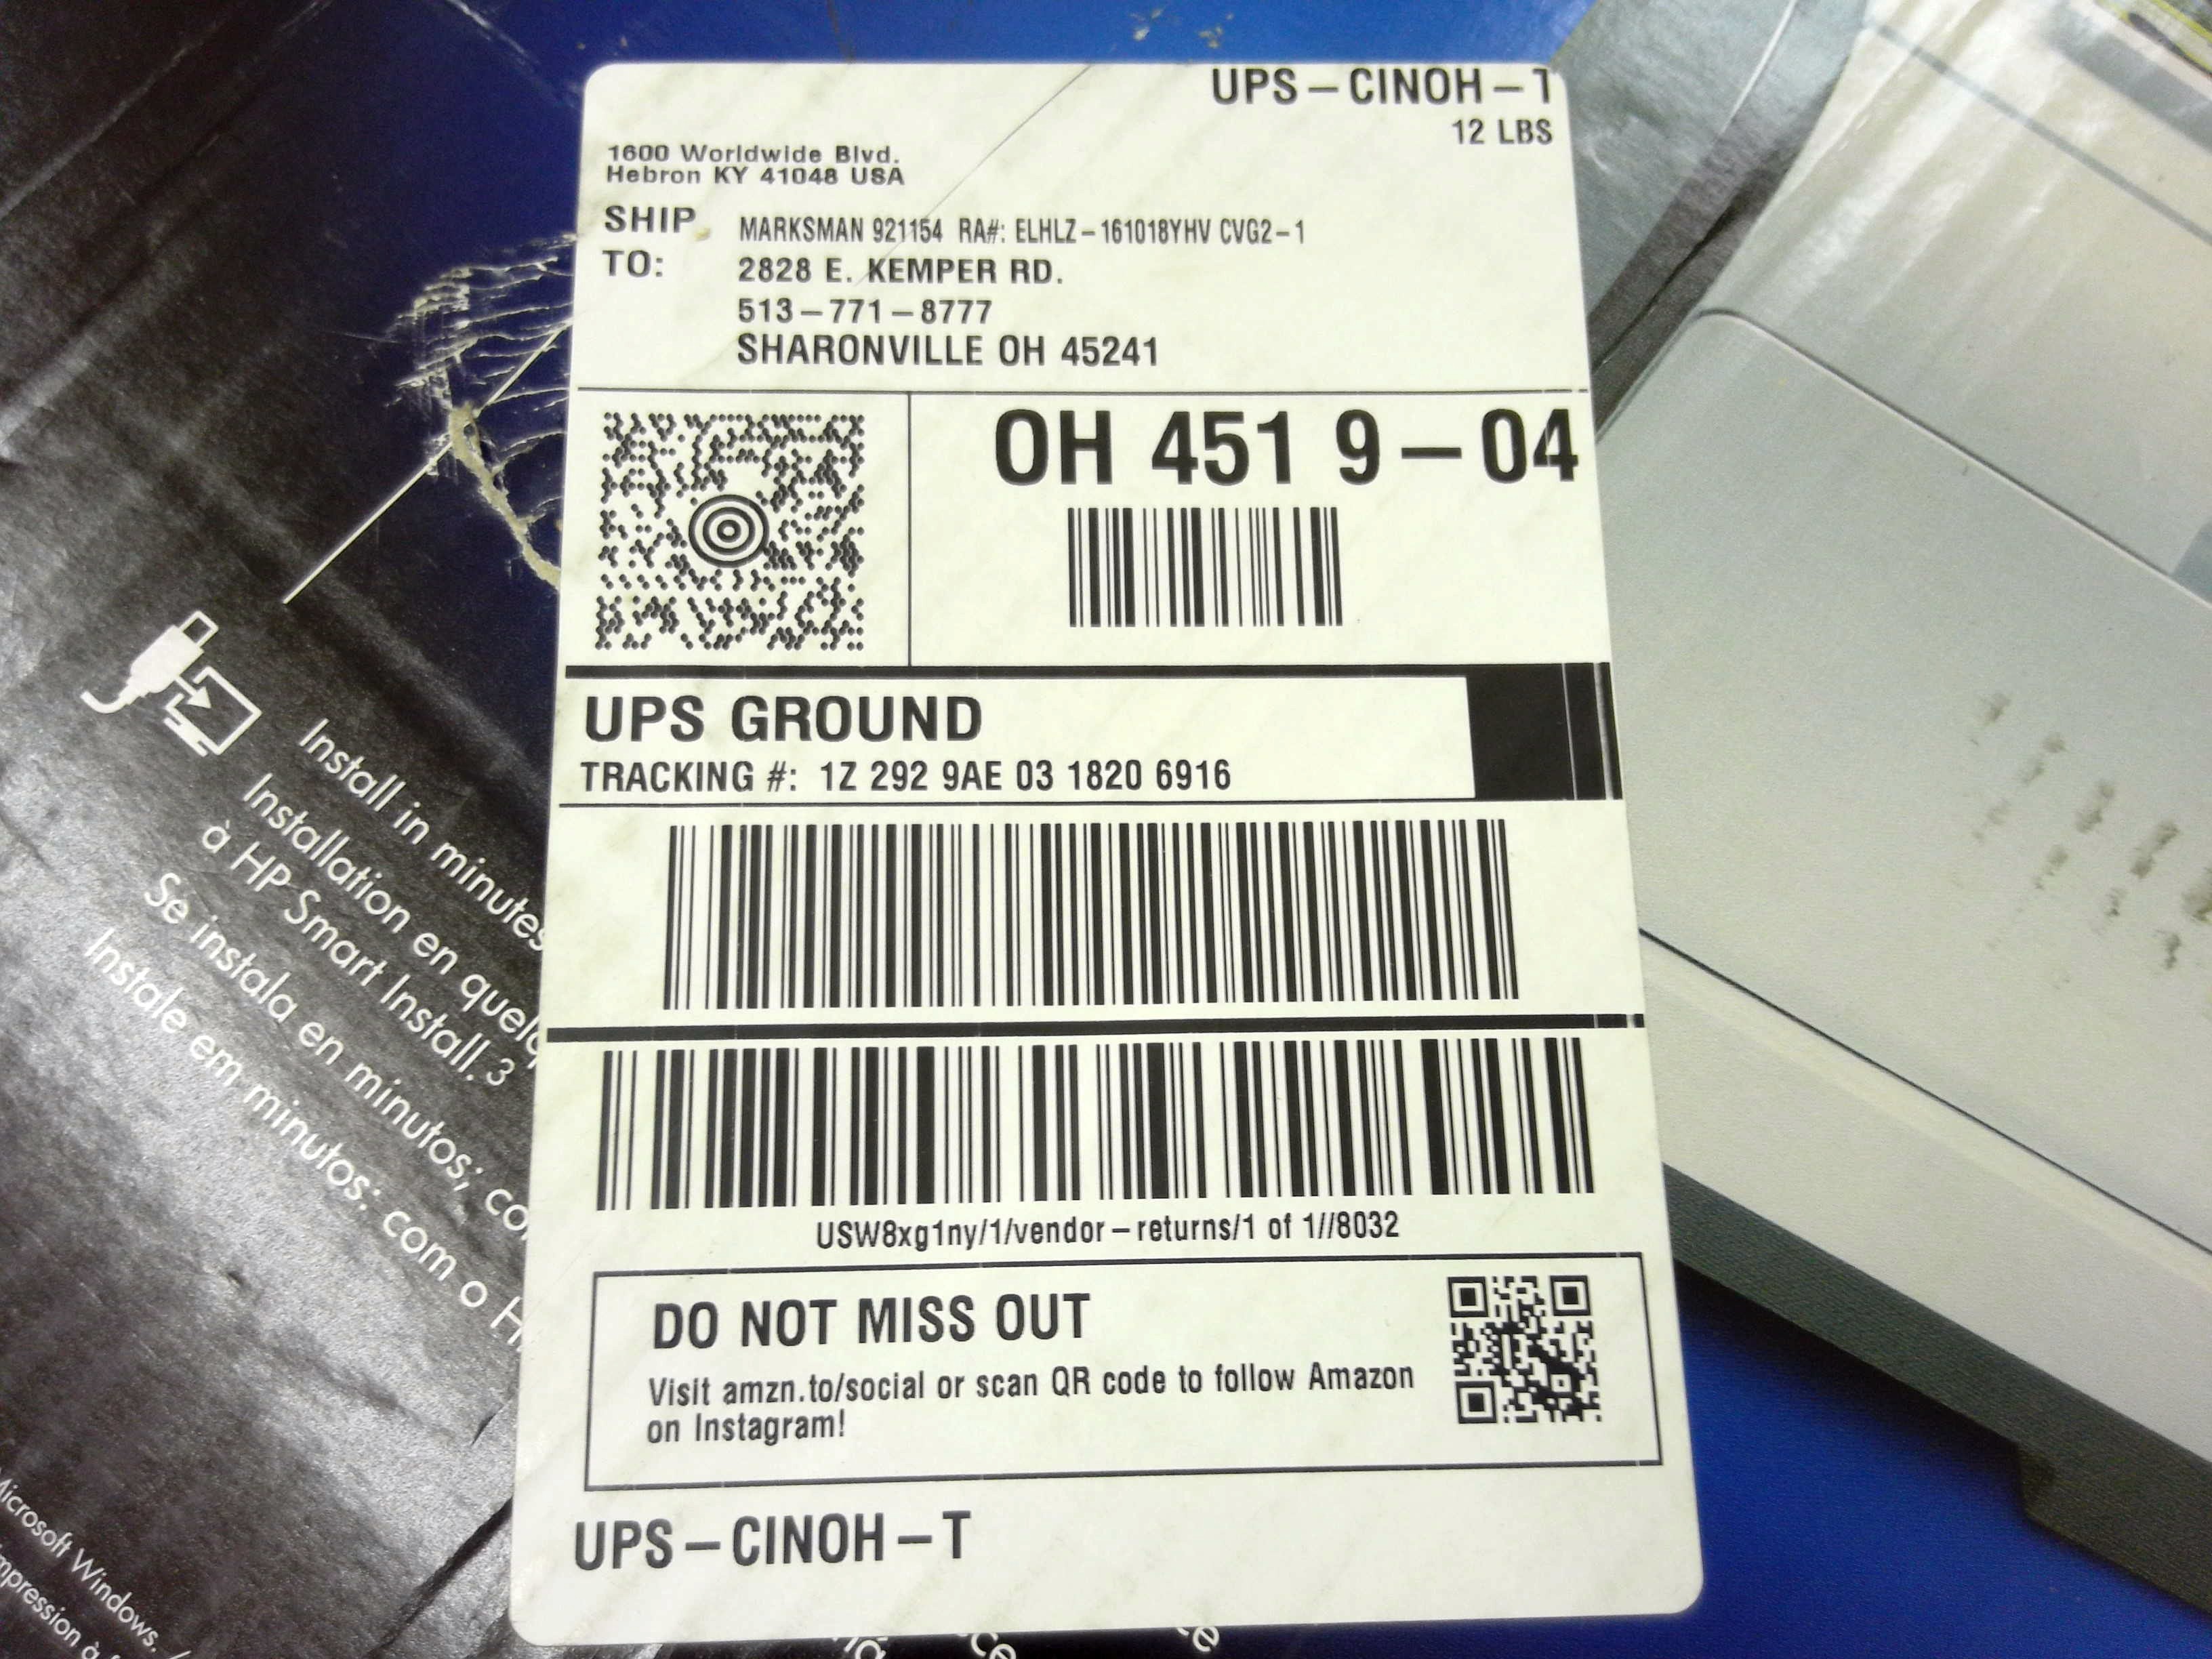 UPS – CINOH – T
12 LBS
1600 Worldwide Blvd.
Hebron KY 41048 USA
SHIP
TO:
MARKSMAN 921154 RA#: ELHLZ – 161018YHV CVG2 – 1
2828 E. KEMPER RD.
513 – 771 – 8777
SHARONVILLE OH 45241
OH 451 9 – 04
UPS GROUND
TRACKING #: 1Z 292 9AE 03 1820 6916
USW8xg1ny/1/vendor – returns/1 of 1//8032
DO NOT MISS OUT
Visit amzn.to/social or scan QR code to follow Amazon
on Instagram!
UPS – CINOH – T
Install in minutes
Installation en
à HP Smart Install.3
Se instala en minutos;
Instale em minutos: com o
Microsoft Windows.